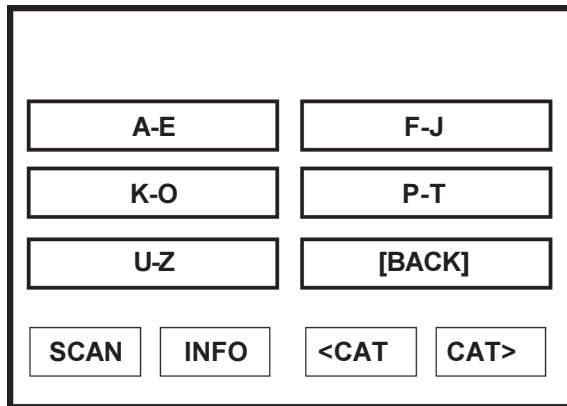 A-E F-J
K-O P-T
U-Z [BACK]
SCAN INFO <CAT CAT>